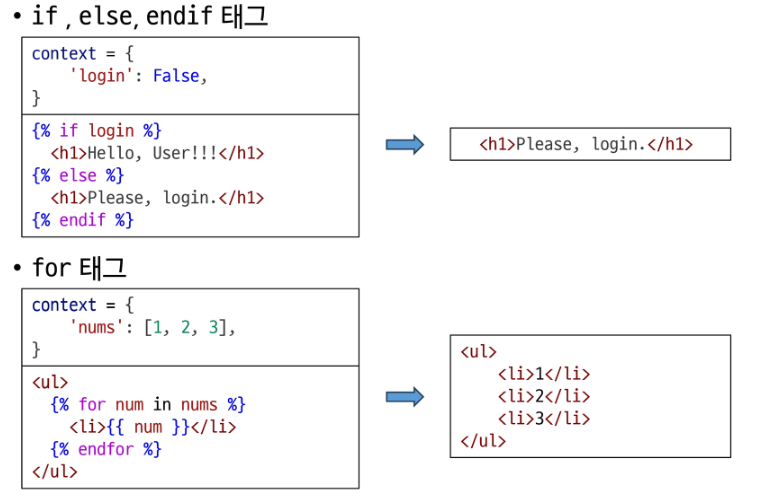 • if , else, endif 태그
context = {
    'login': False,
}
{% if login %}
  <h1>Hello, User!!!</h1>
{% else %}
  <h1>Please, login.</h1>
{% endif %}
<h1>Please, login.</h1>
• for 태그
context = {
    'nums': [1, 2, 3],
}
<ul>
  {% for num in nums %}
    <li>{{ num }}</li>
  {% endfor %}
</ul>
<ul>
    <li>1</li>
    <li>2</li>
    <li>3</li>
</ul>